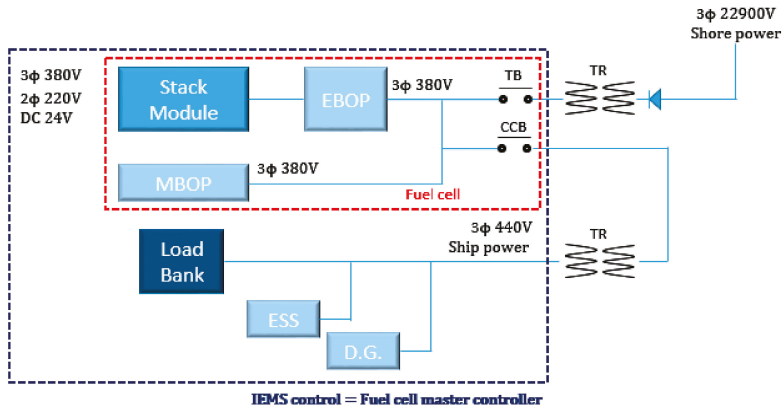 3ϕ 22900V
Shore power
3ϕ 380V
2ϕ 220V
DC 24V
Stack
Module
EBOP
3ϕ 380V
TB
TR
CCB
MBOP
3ϕ 380V
Fuel cell
3ϕ 440V
Ship power
TR
Load
Bank
ESS
D.G.
IEMS control = Fuel cell master controller